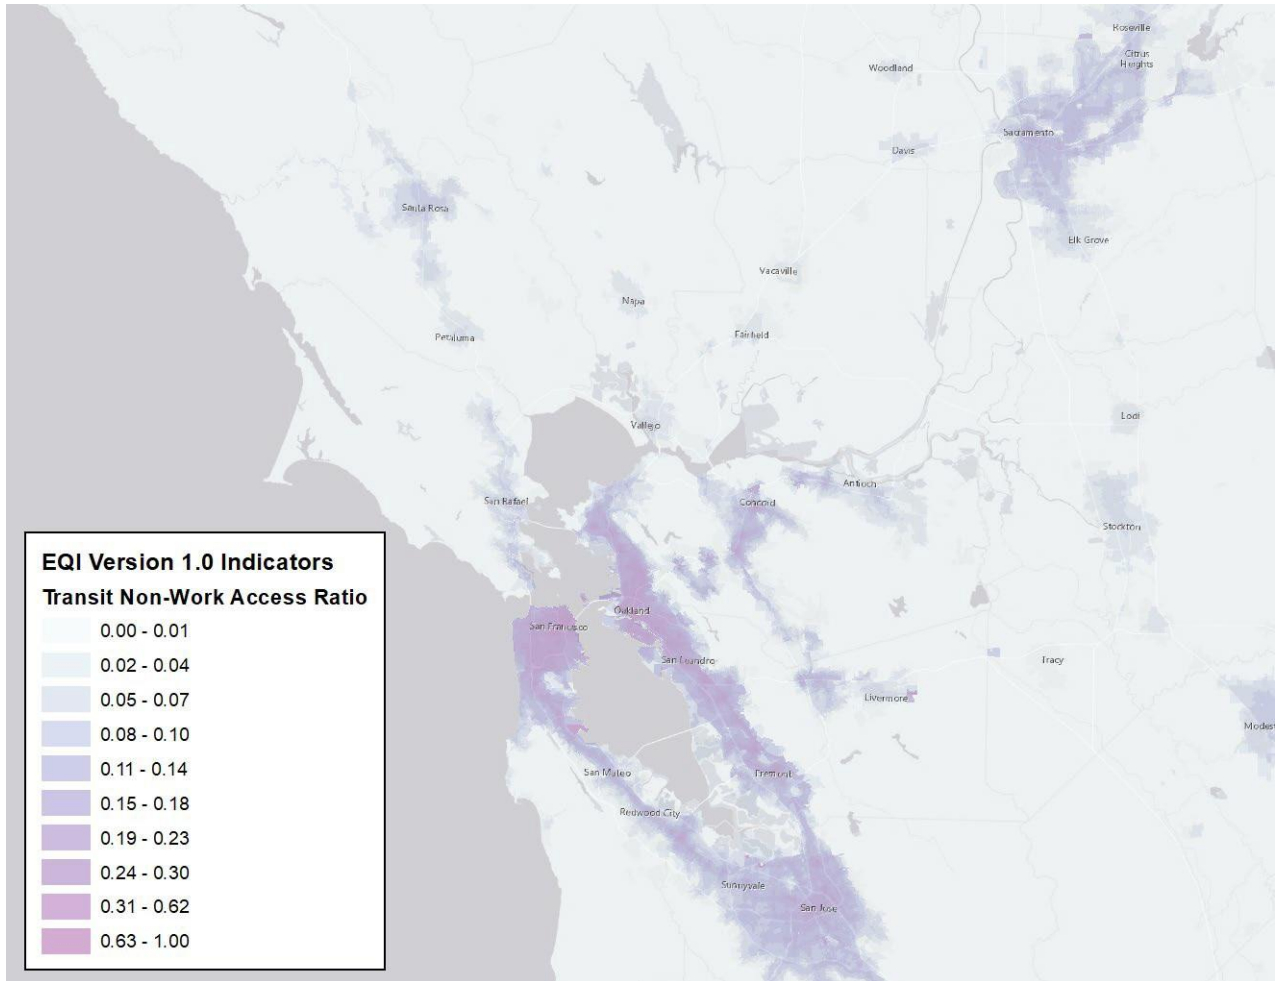 Roseville
Citrus
Heights
Woodland
Sacramento
Davis
Santa Rosa
Elk Grove
Vacaville
Napa
Fairfield
Petaluma
Lodi
Vallejo
Antioch
San Rafael
Concord
Stockton
EQI Version 1.0 Indicators
Transit Non-Work Access Ratio
0.00 - 0.01
0.02 - 0.04
0.05 - 0.07
0.08 - 0.10
0.11 - 0.14
0.15 - 0.18
0.19 - 0.23
0.24 - 0.30
0.31 - 0.62
0.63 - 1.00
Oakland
San Francisco
San Leandro
Tracy
Livermore
Modest
San Mateo
Fremont
Redwood City
Sunnyvale
San Jose